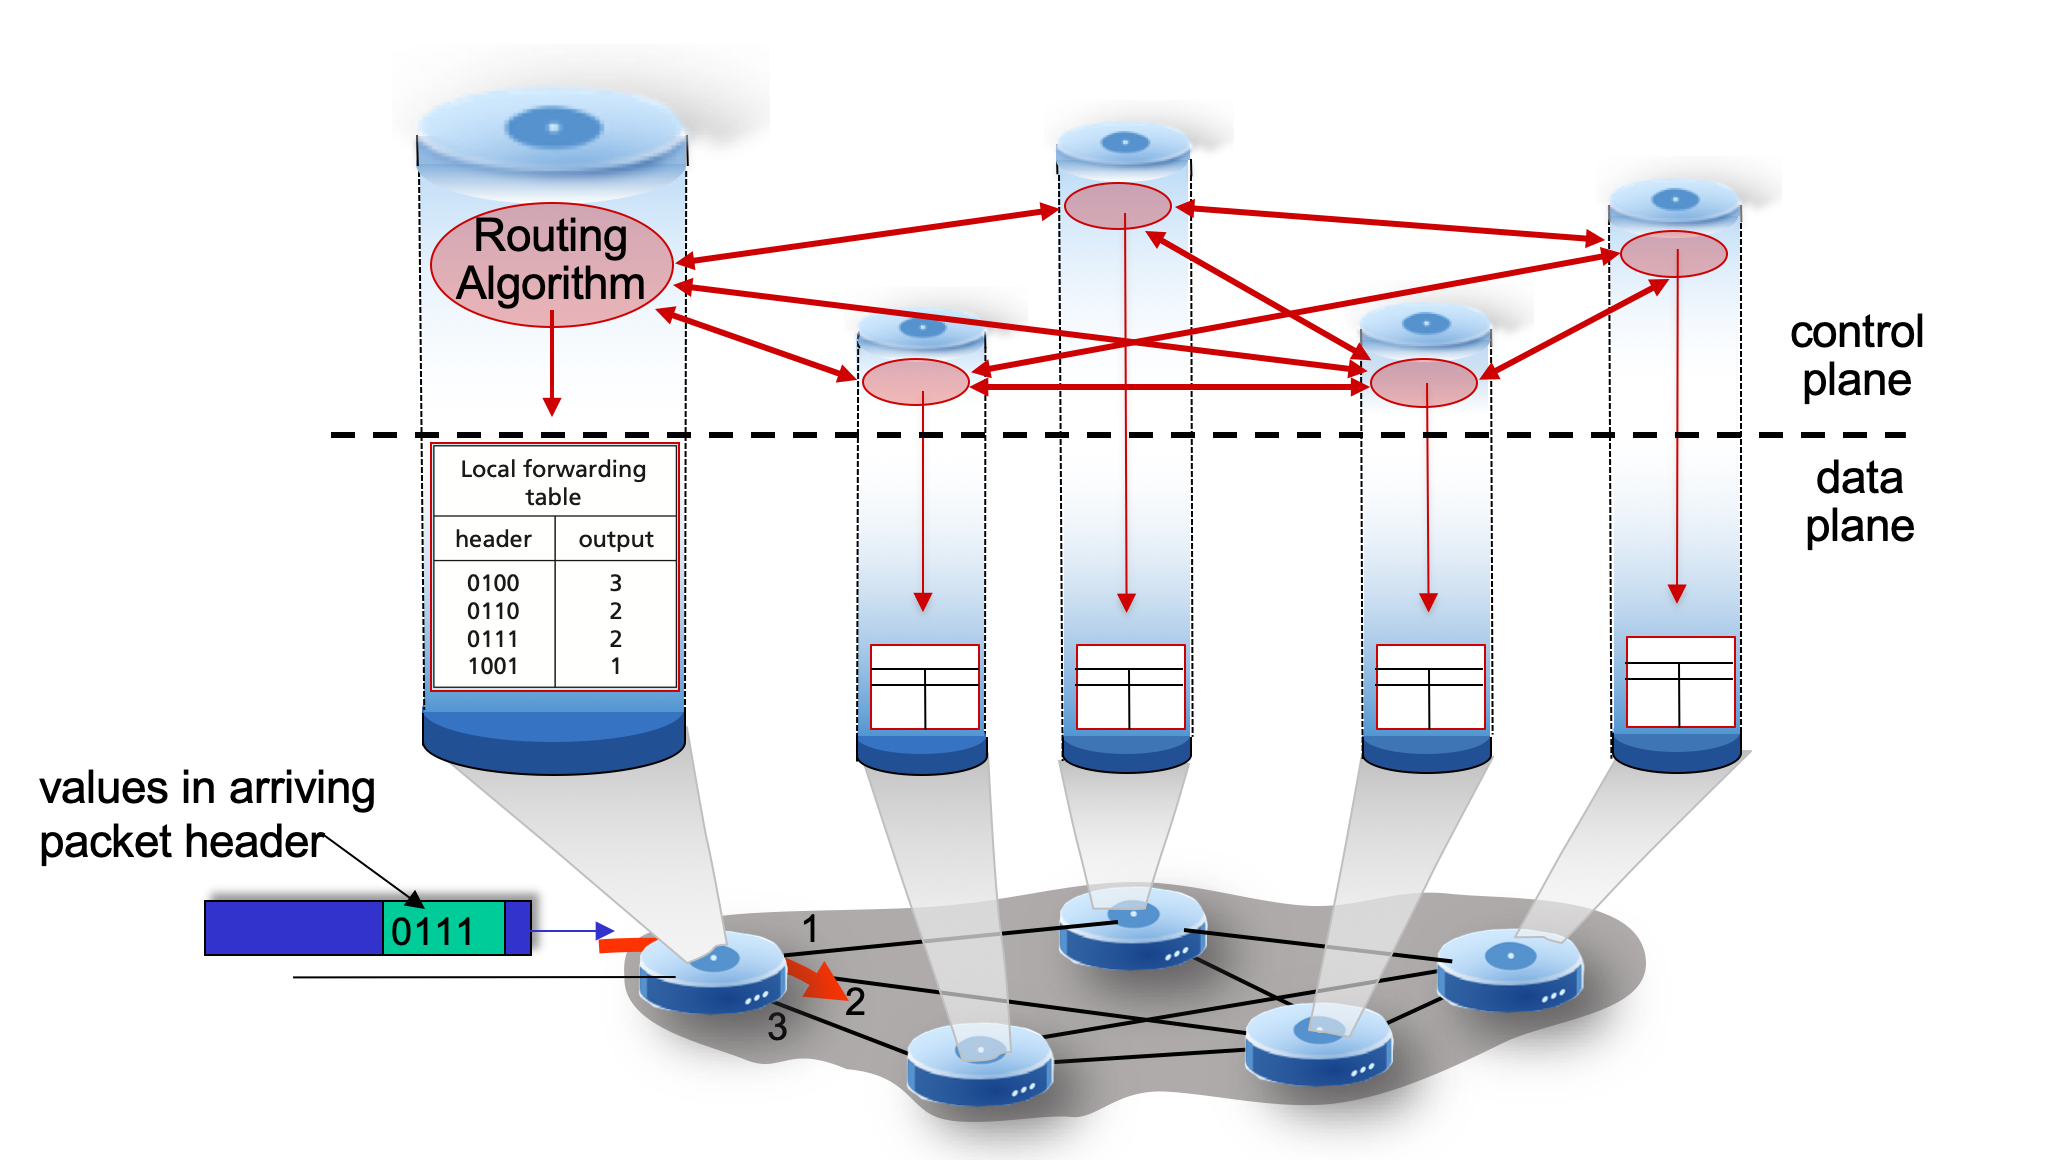 Routing
Algorithm
control
plane
data
plane
Local forwarding
table
header output
0100 3
0110 2
0111 2
1001 1
values in arriving
packet header
0111
1
2
3